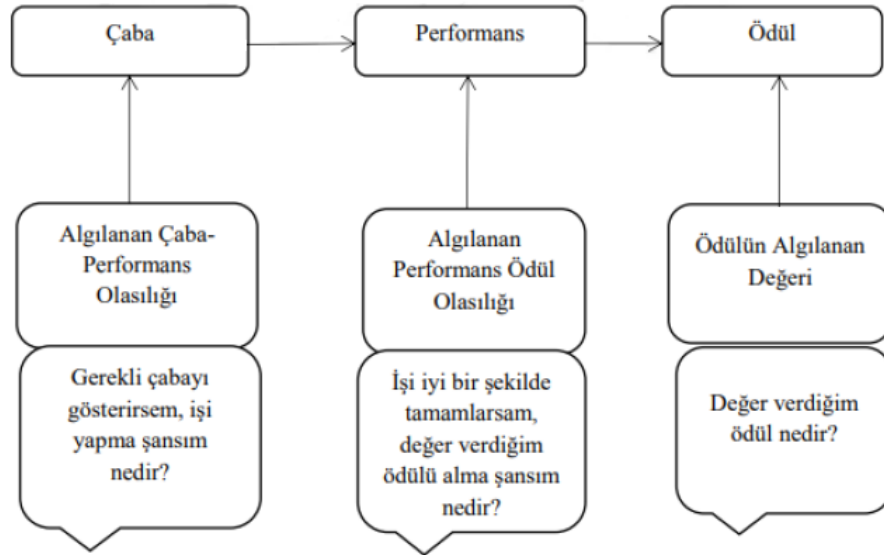 Çaba
Performans
Ödül
Algılanan Çaba-
Performans
Olasılığı
Algılanan
Performans Ödül
Olasılığı
Ödülün Algılanan
Değeri
Gerekli çabayı
gösterirsem, işi
yapma şansım
nedir?
İşi iyi bir şekilde
tamamlarsam,
değer verdiğim
ödülü alma şansım
nedir?
Değer verdiğim
ödül nedir?